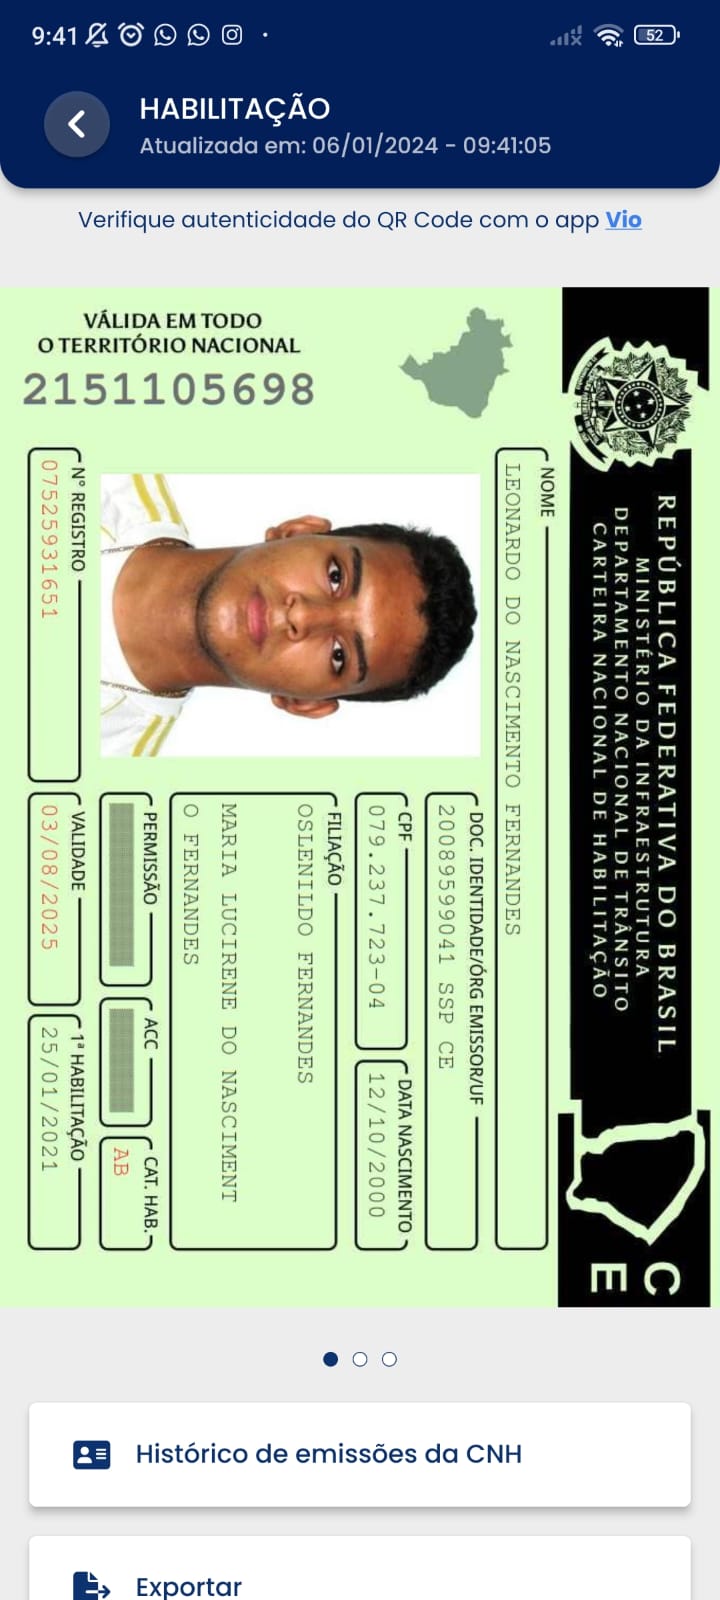 9:41
52
HABILITAÇÃO
Atualizada em: 06/01/2024 - 09:41:05
Verifique autenticidade do QR Code com o app Vio
VÁLIDA EM TODO
O TERRITÓRIO NACIONAL
2151105698
REPÚBLICA FEDERATIVA DO BRASIL
MINISTÉRIO DA INFRAESTRUTURA
DEPARTAMENTO NACIONAL DE TRÂNSITO
CARTEIRA NACIONAL DE HABILITAÇÃO
CE
NOME
LEONARDO DO NASCIMENTO FERNANDES
DOC. IDENTIDADE/ÓRG EMISSOR/UF
20089599041 SSP CE
CPF
079.237.723-04
DATA NASCIMENTO
12/10/2000
FILIAÇÃO
OSLENILDO FERNANDES
MARIA LUCIRENE DO NASCIMENT
O FERNANDES
PERMISSÃO
ACC
CAT. HAB.
AB
Nº REGISTRO
07525931651
VALIDADE
03/08/2025
1ª HABILITAÇÃO
25/01/2021
Histórico de emissões da CNH
Exportar